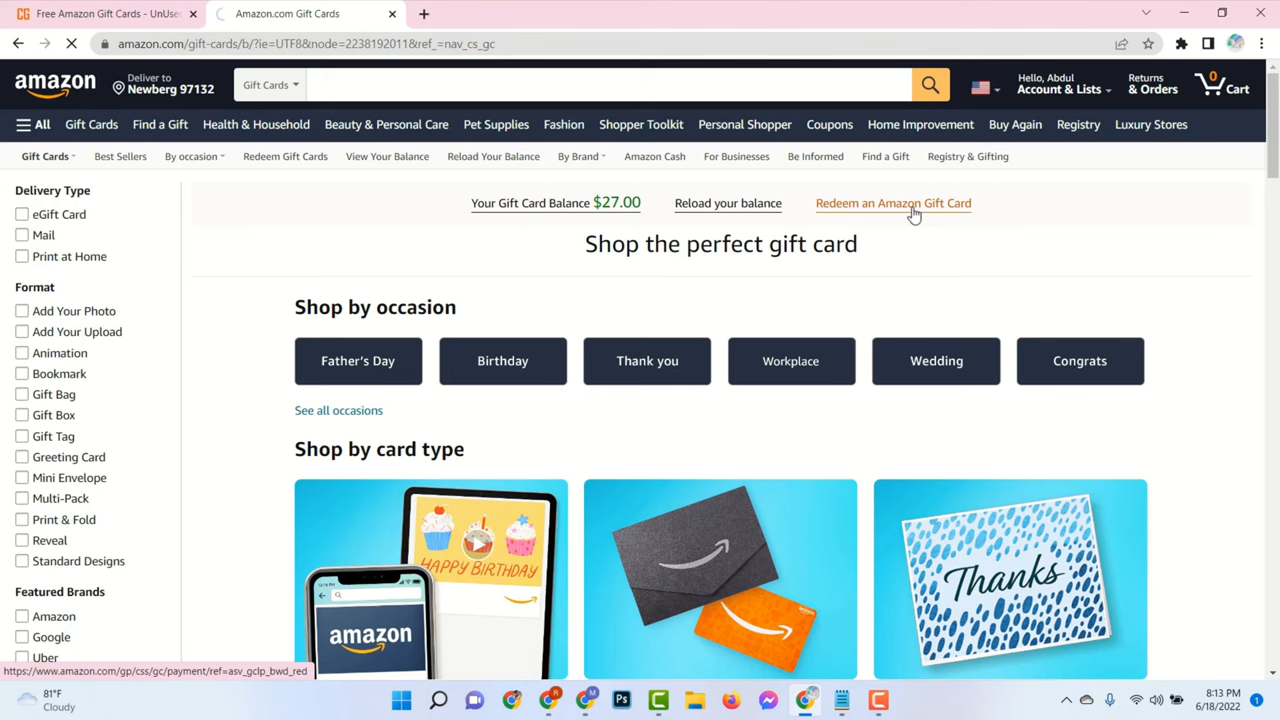 Free Amazon Gift Cards - UnUsed
Amazon.com Gift Cards
amazon.com/gift-cards/b/?ie=UTF8&node=2238192011&ref_=nav_cs_gc
amazon
Deliver to
Newberg 97132
Gift Cards
Hello, Abdul
Account & Lists
Returns
& Orders
0
Cart
All
Gift Cards
Find a Gift
Health & Household
Beauty & Personal Care
Pet Supplies
Fashion
Shopper Toolkit
Personal Shopper
Coupons
Home Improvement
Buy Again
Registry
Luxury Stores
Gift Cards
Best Sellers
By occasion
Redeem Gift Cards
View Your Balance
Reload Your Balance
By Brand
Amazon Cash
For Businesses
Be Informed
Find a Gift
Registry & Gifting
Delivery Type
eGift Card
Mail
Print at Home
Format
Add Your Photo
Add Your Upload
Animation
Bookmark
Gift Bag
Gift Box
Gift Tag
Greeting Card
Mini Envelope
Multi-Pack
Print & Fold
Reveal
Standard Designs
Featured Brands
Amazon
Google
Uber
Your Gift Card Balance $27.00
Reload your balance
Redeem an Amazon Gift Card
Shop the perfect gift card
Shop by occasion
Father's Day
Birthday
Thank you
Workplace
Wedding
Congrats
See all occasions
Shop by card type
HAPPY BIRTHDAY
amazon
Thanks
https://www.amazon.com/gp/css/gc/payment/ref=asv_gclp_bwd_red
81°F
Cloudy
8:13 PM
6/18/2022
1